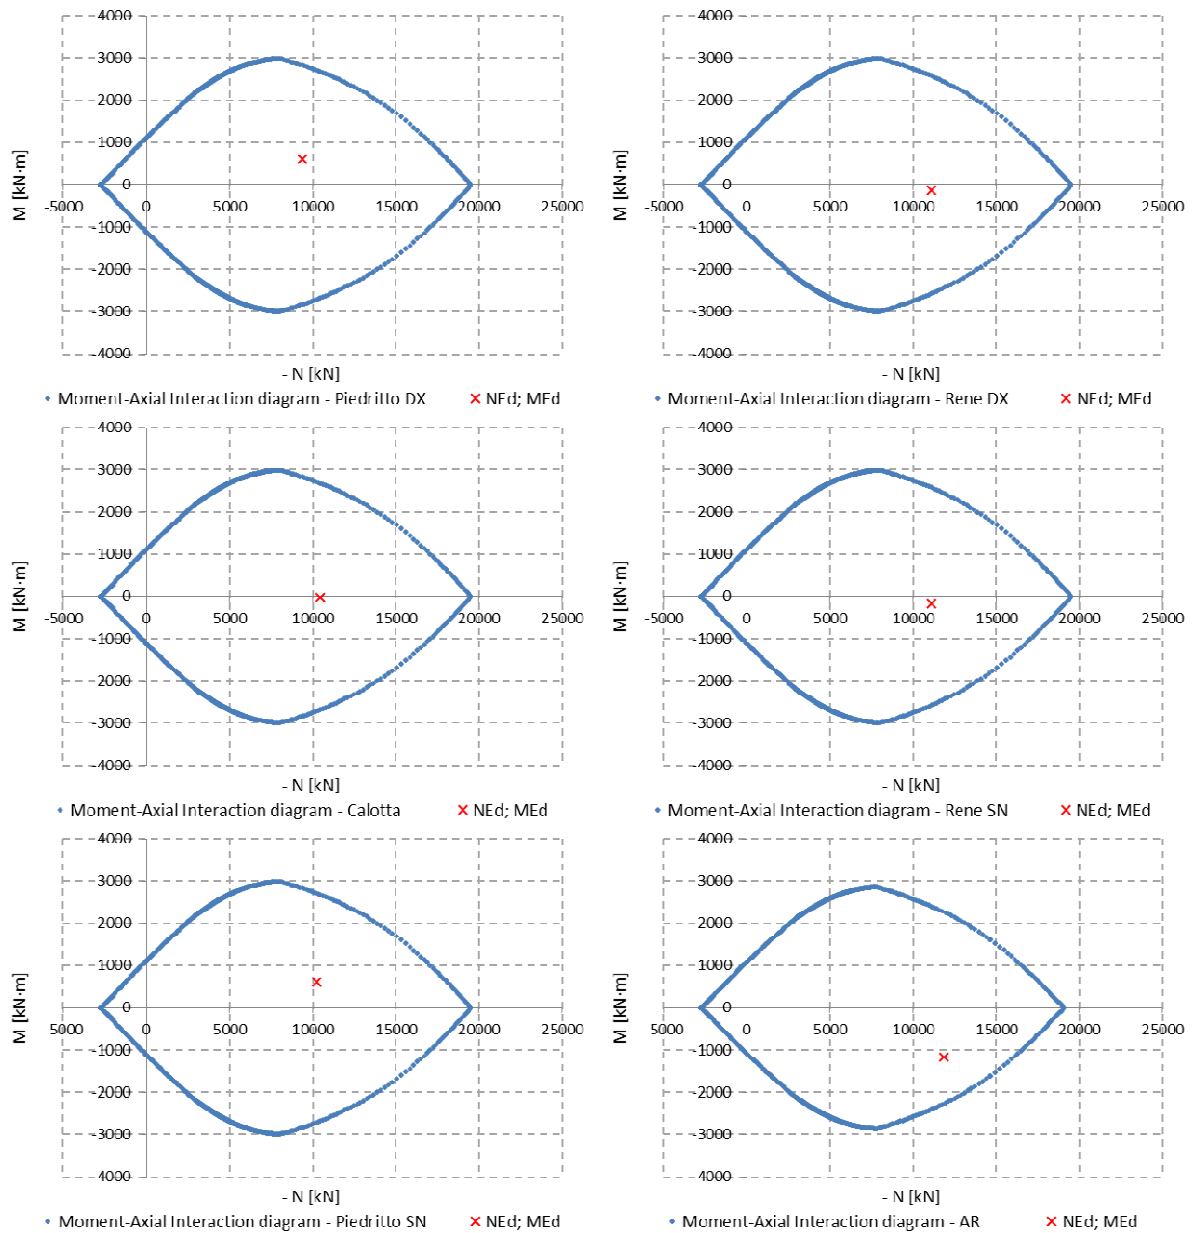 4000
3000
2000
1000
0
-1000
-2000
-3000
-4000
-5000 0 5000 10000 15000 20000 25000
M [kN·m]
- N [kN]
Moment-Axial Interaction diagram - Piedritto DX NEd; MEd
4000
3000
2000
1000
0
-1000
-2000
-3000
-4000
-5000 0 5000 10000 15000 20000 25000
M [kN·m]
- N [kN]
Moment-Axial Interaction diagram - Rene DX NEd; MEd
4000
3000
2000
1000
0
-1000
-2000
-3000
-4000
-5000 0 5000 10000 15000 20000 25000
M [kN·m]
- N [kN]
Moment-Axial Interaction diagram - Calotta NEd; MEd
4000
3000
2000
1000
0
-1000
-2000
-3000
-4000
-5000 0 5000 10000 15000 20000 25000
M [kN·m]
- N [kN]
Moment-Axial Interaction diagram - Rene SN NEd; MEd
4000
3000
2000
1000
0
-1000
-2000
-3000
4000
5000 0 5000 10000 15000 20000 25000
M [kN·m]
- N [kN]
Moment-Axial Interaction diagram - Piedritto SN NEd; MEd
4000
3000
2000
1000
0
-1000
-2000
-3000
4000
5000 0 5000 10000 15000 20000 25000
M [kN·m]
- N [kN]
Moment-Axial Interaction diagram - AR NEd; MEd